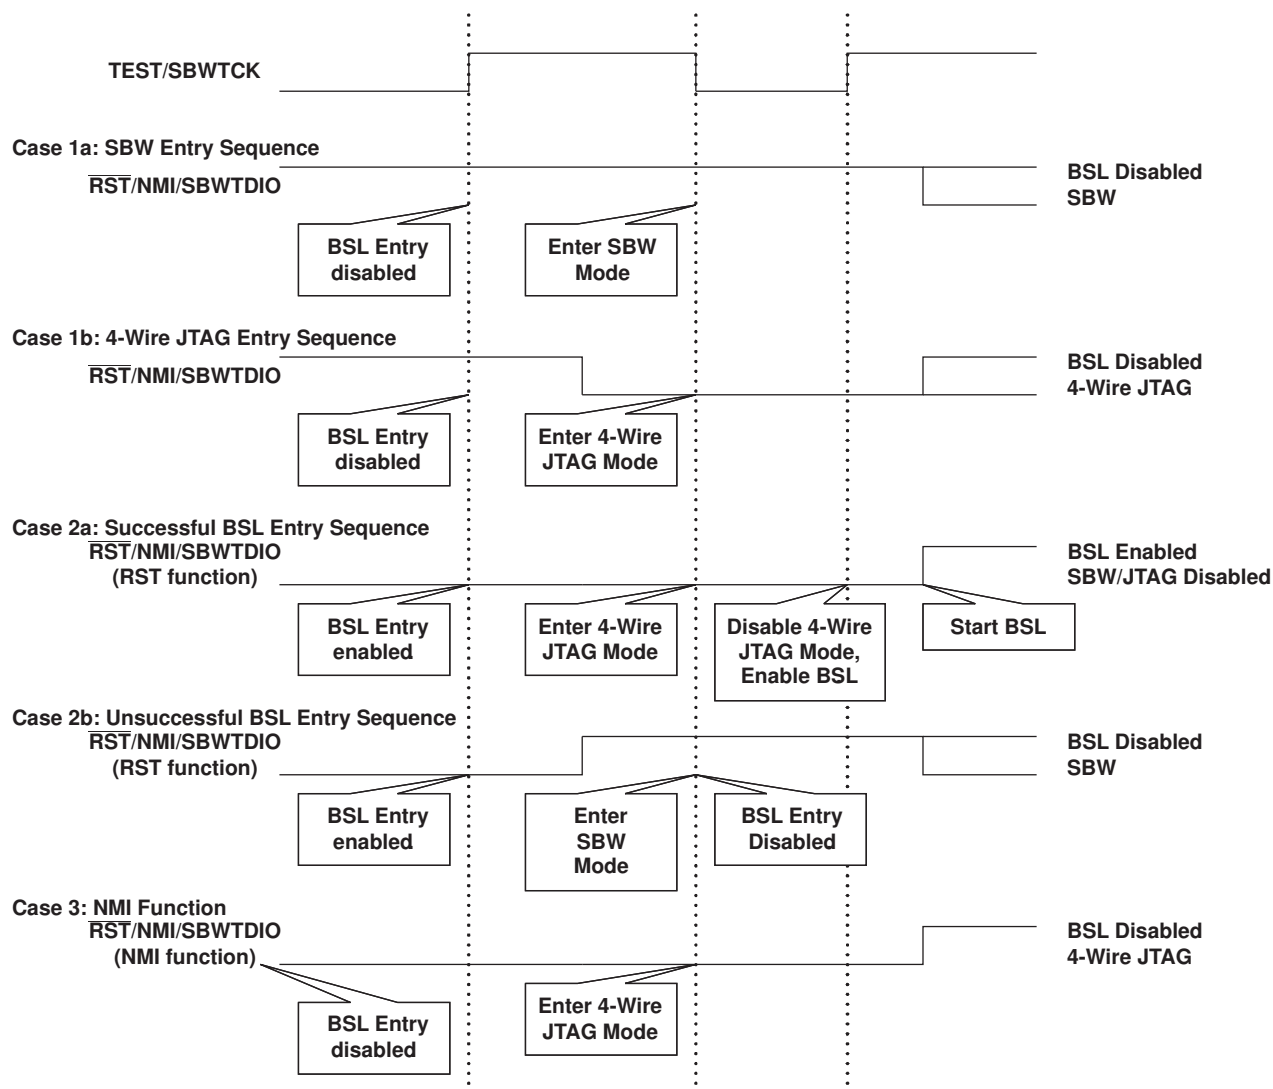 TEST/SBWTCK
Case 1a: SBW Entry Sequence
RST/NMI/SBWTDIO
BSL Disabled
SBW
BSL Entry
disabled
Enter SBW
Mode
Case 1b: 4-Wire JTAG Entry Sequence
RST/NMI/SBWTDIO
BSL Disabled
4-Wire JTAG
BSL Entry
disabled
Enter 4-Wire
JTAG Mode
Case 2a: Successful BSL Entry Sequence
RST/NMI/SBWTDIO
(RST function)
BSL Enabled
SBW/JTAG Disabled
BSL Entry
enabled
Enter 4-Wire
JTAG Mode
Disable 4-Wire
JTAG Mode,
Enable BSL
Start BSL
Case 2b: Unsuccessful BSL Entry Sequence
RST/NMI/SBWTDIO
(RST function)
BSL Disabled
SBW
BSL Entry
enabled
Enter
SBW
Mode
BSL Entry
Disabled
Case 3: NMI Function
RST/NMI/SBWTDIO
(NMI function)
BSL Disabled
4-Wire JTAG
BSL Entry
disabled
Enter 4-Wire
JTAG Mode